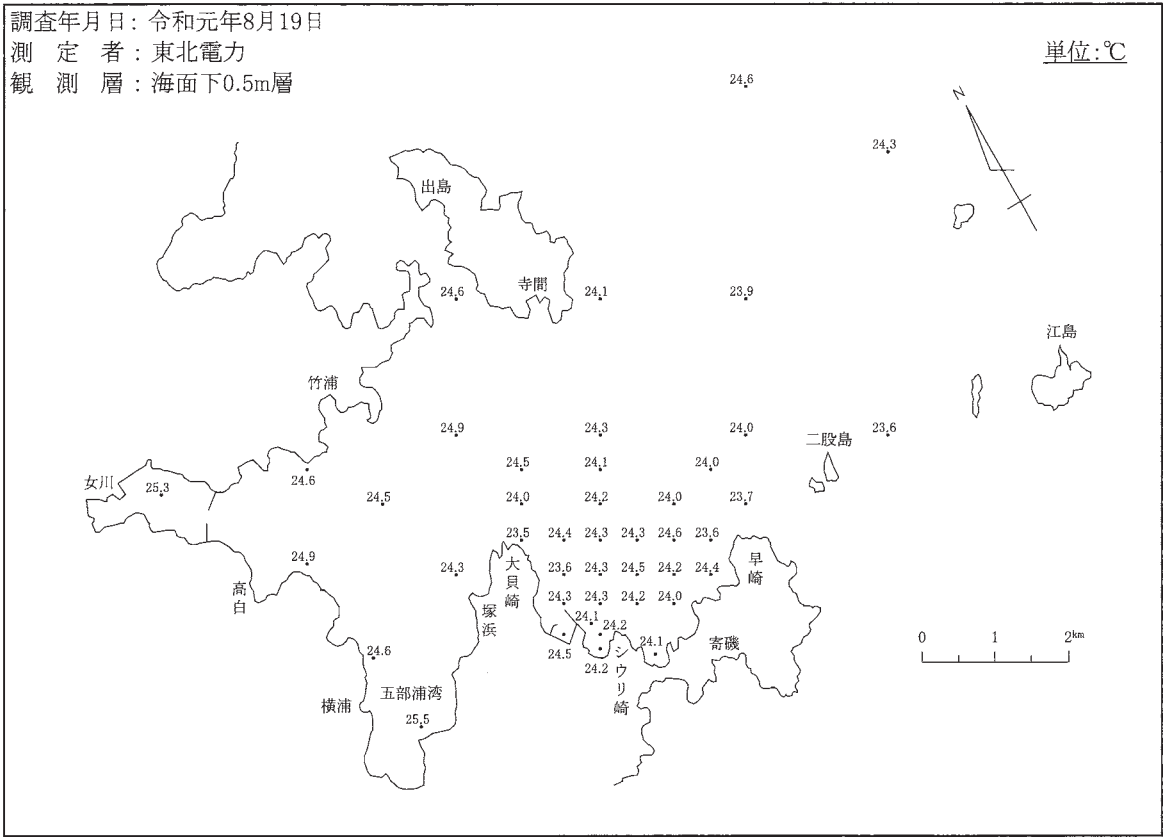 調査年月日：令和元年8月19日
測　定　者：東北電力
観　測　層：海面下0.5m層
単位:℃
24.6
N
24.3
出島
寺間
24.6
24.1
23.9
江島
竹浦
24.9
24.3
24.0
23.6
二股島
24.5
24.1
24.0
24.6
女川
25.3
24.5
24.0
24.2
24.0
23.7
23.5
24.4
24.3
24.3
24.6
23.6
24.9
24.3
大貝崎
23.6
24.3
24.5
24.2
24.4
早崎
高白
塚浜
24.3
24.3
24.2
24.0
24.1
24.2
寄磯
0
1
2km
24.6
24.5
24.2
シウリ崎
24.1
五部浦湾
横浦
25.5